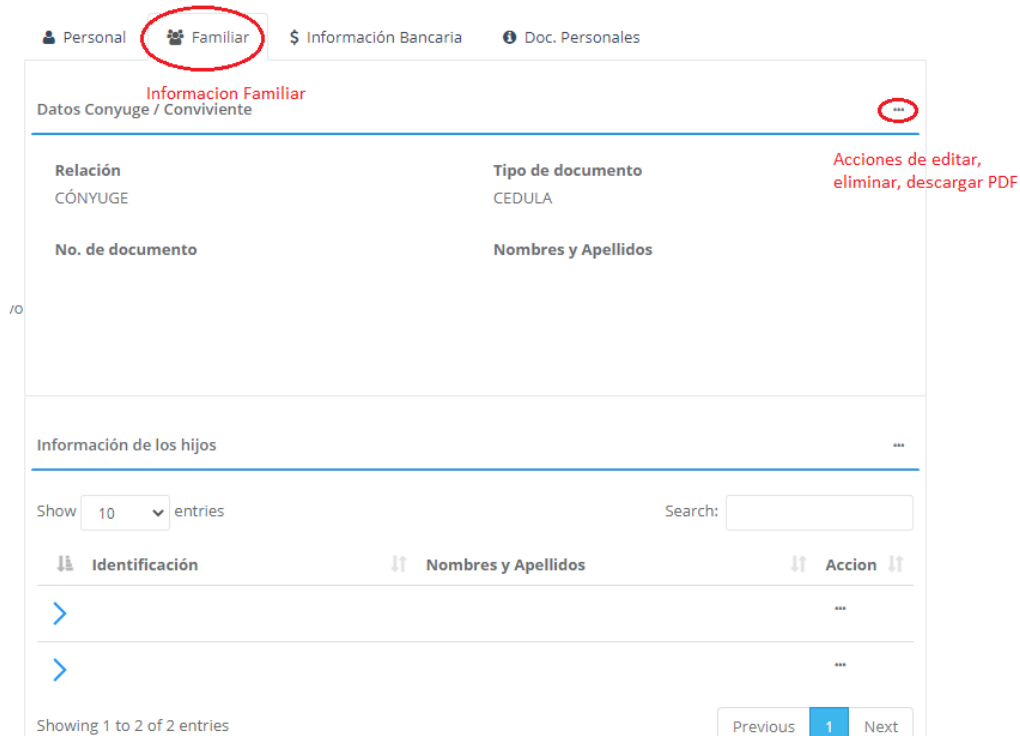 Personal Familiar $ Información Bancaria Doc. Personales
Informacion Familiar
Datos Conyuge / Conviviente ...
Acciones de editar,
eliminar, descargar PDF
Relación Tipo de documento
CÓNYUGE CEDULA
No. de documento Nombres y Apellidos
vo
Información de los hijos ...
Show 10 entries Search:
Identificación Nombres y Apellidos Accion
...
...
Showing 1 to 2 of 2 entries Previous 1 Next